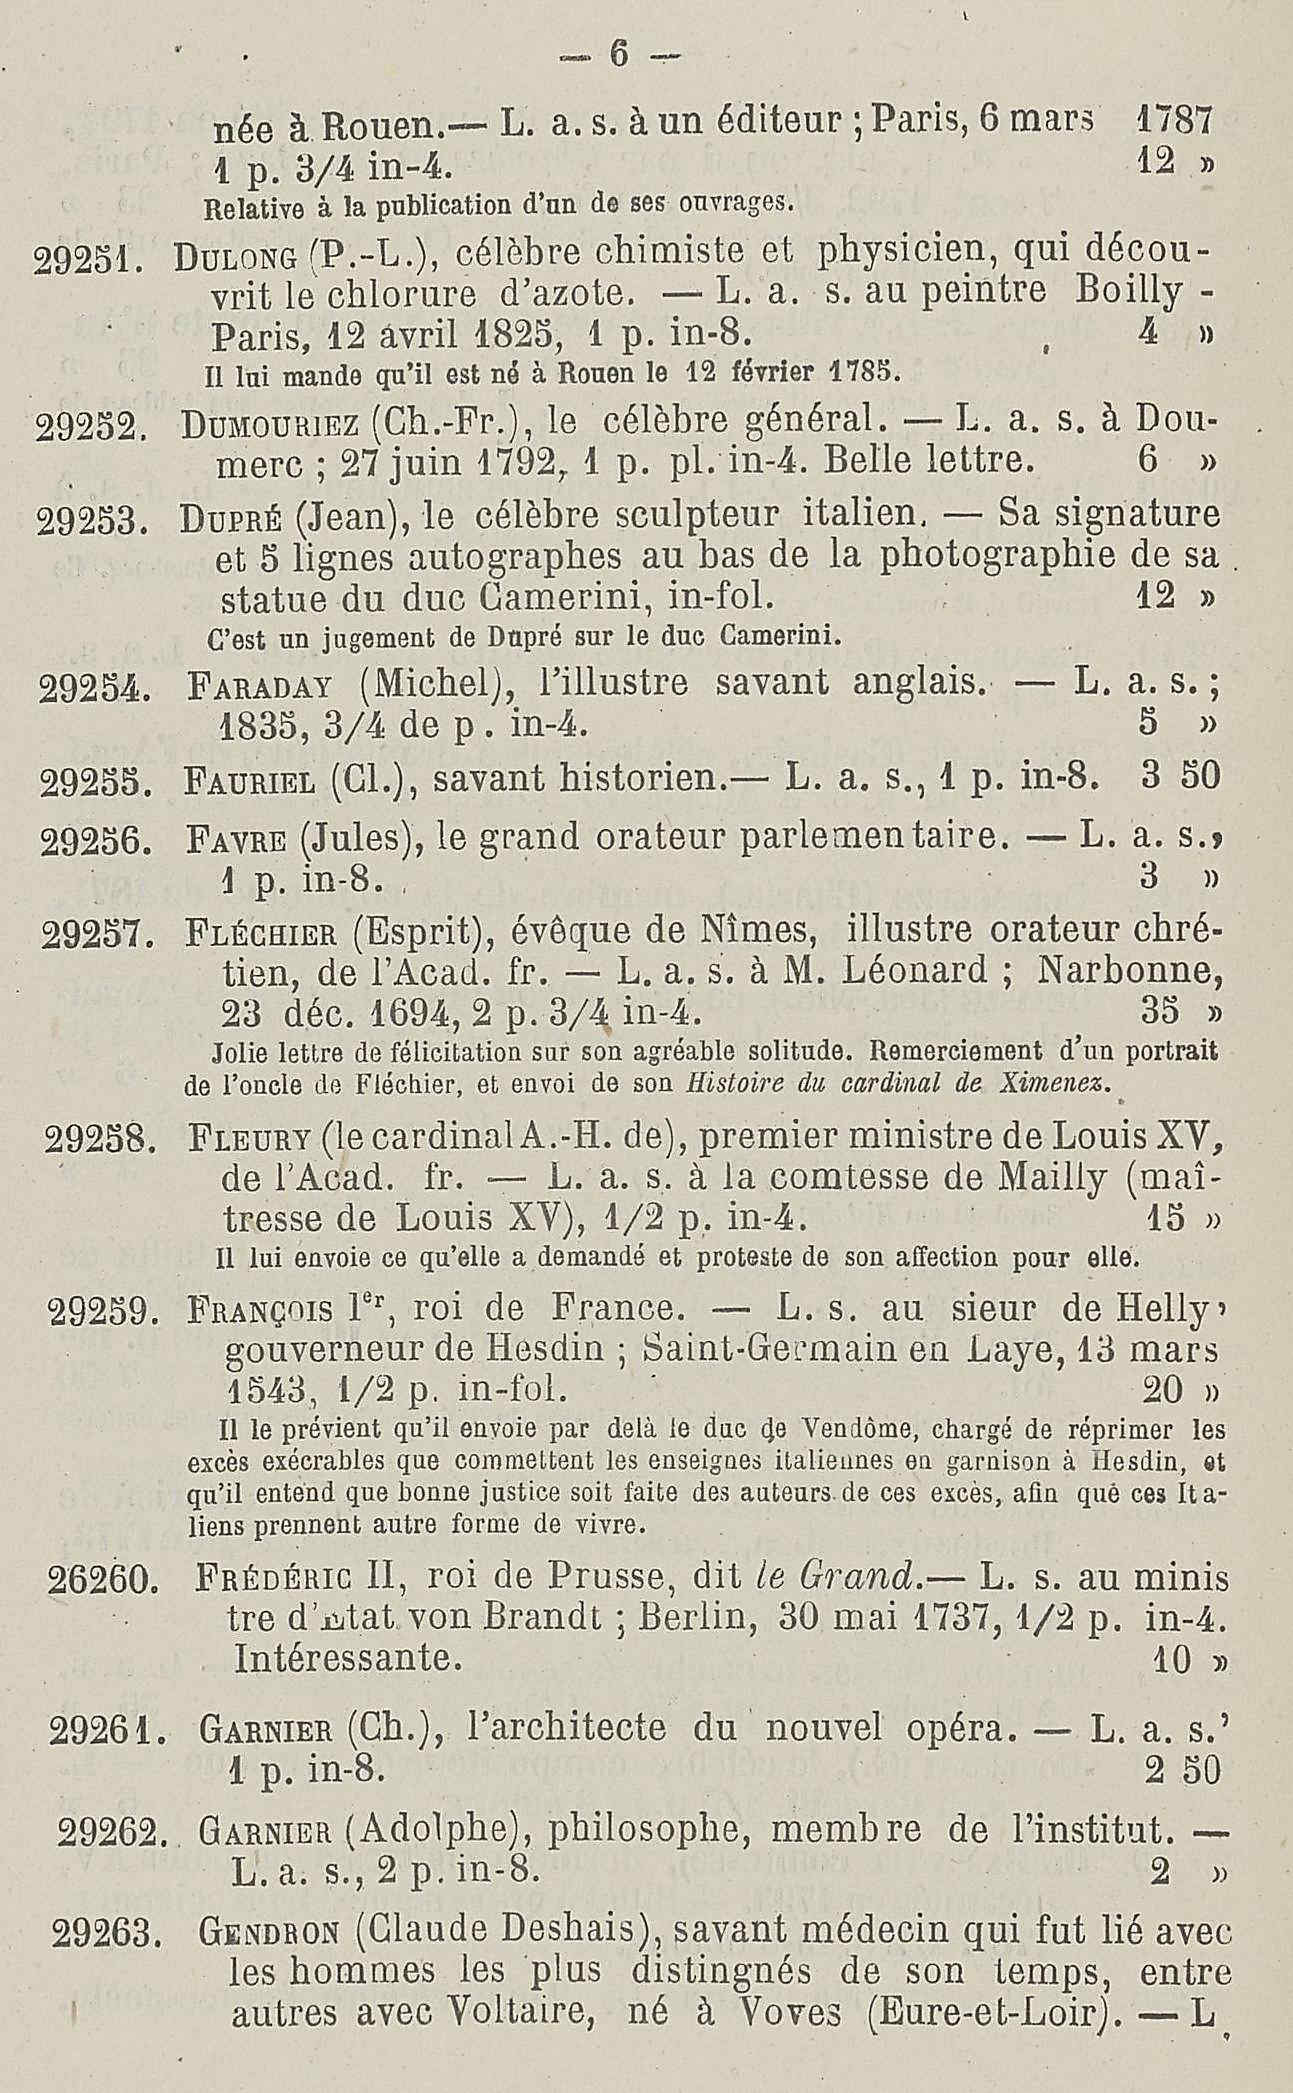 — 6 —
née à Rouen.— L. a. s. à un éditeur ; Paris, 6 mars 1787
1 p. 3/4 in-4. 12 »
Relative à la publication d'un de ses ouvrages.
29251. DULONG (P.-L.), célèbre chimiste et physicien, qui décou-
vrit le chlorure d'azote. — L. a. s. au peintre Boilly -
Paris, 12 avril 1825, 1 p. in-8. 4 »
Il lui mande qu'il est né à Rouen le 12 février 1785.
29252. DUMOURIEZ (Ch.-Fr.), le célèbre général. — L. a. s. à Dou-
merc ; 27 juin 1792, 1 p. pl. in-4. Belle lettre. 6 »
29253. DUPRÉ (Jean), le célèbre sculpteur italien. — Sa signature
et 5 lignes autographes au bas de la photographie de sa
statue du duc Camerini, in-fol. 12 »
C'est un jugement de Dupré sur le duc Camerini.
29254. FARADAY (Michel), l'illustre savant anglais. — L. a. s. ;
1835, 3/4 de p. in-4. 5 »
29255. FAURIEL (Cl.), savant historien.— L. a. s., 1 p. in-8. 3 50
29256. FAVRE (Jules), le grand orateur parlementaire. — L. a. s.,
1 p. in-8. 3 »
29257. FLÉCHIER (Esprit), évêque de Nîmes, illustre orateur chré-
tien, de l'Acad. fr. — L. a. s. à M. Léonard ; Narbonne,
23 déc. 1694, 2 p. 3/4 in-4. 35 »
Jolie lettre de félicitation sur son agréable solitude. Remerciement d'un portrait
de l'oncle de Fléchier, et envoi de son Histoire du cardinal de Ximenez.
29258. FLEURY (le cardinal A.-H. de), premier ministre de Louis XV,
de l'Acad. fr. — L. a. s. à la comtesse de Mailly (maî-
tresse de Louis XV), 1/2 p. in-4. 15 »
Il lui envoie ce qu'elle a demandé et proteste de son affection pour elle.
29259. FRANÇOIS 1er, roi de France. — L. s. au sieur de Helly,
gouverneur de Hesdin ; Saint-Germain en Laye, 13 mars
1543, 1/2 p. in-fol. 20 »
Il le prévient qu'il envoie par delà le duc de Vendôme, chargé de réprimer les
excès exécrables que commettent les enseignes italiennes en garnison à Hesdin, et
qu'il entend que bonne justice soit faite des auteurs de ces excès, afin que ces Ita-
liens prennent autre forme de vivre.
26260. FRÉDÉRIC II, roi de Prusse, dit le Grand.— L. s. au minis
tre d'Etat von Brandt ; Berlin, 30 mai 1737, 1/2 p. in-4.
Intéressante. 10 »
29261. GARNIER (Ch.), l'architecte du nouvel opéra. — L. a. s.'
1 p. in-8. 2 50
29262. GARNIER (Adolphe), philosophe, membre de l'institut. —
L. a. s., 2 p. in-8. 2 »
29263. GENDRON (Claude Deshais), savant médecin qui fut lié avec
les hommes les plus distingnés de son temps, entre
autres avec Voltaire, né à Voves (Eure-et-Loir). — L.